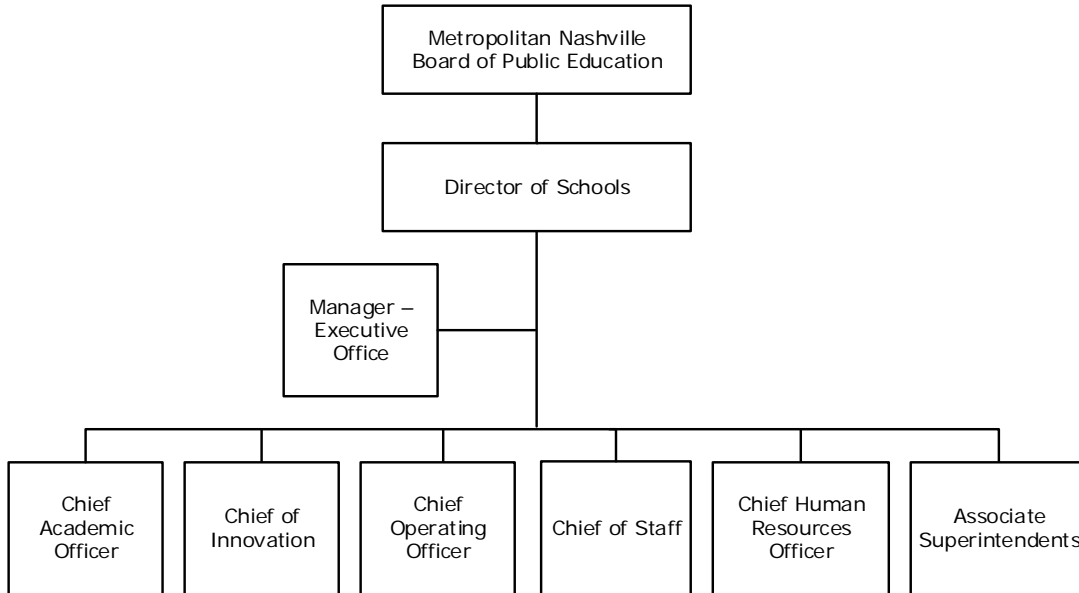 Metropolitan Nashville
Board of Public Education
Director of Schools
Manager –
Executive
Office
Chief
Academic
Officer
Chief of
Innovation
Chief
Operating
Officer
Chief of Staff
Chief Human
Resources
Officer
Associate
Superintendents